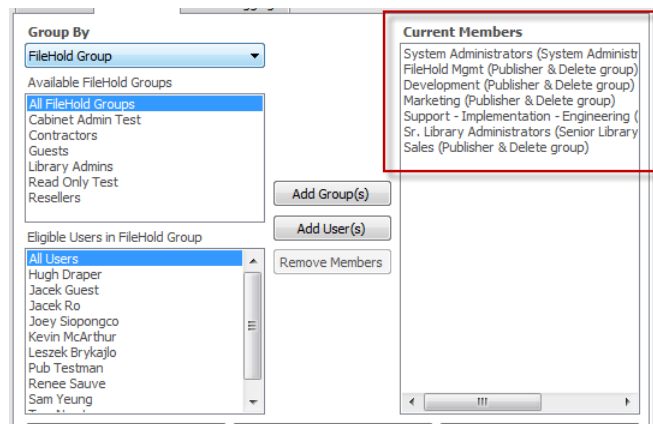 Group By
FileHold Group
Available FileHold Groups
All FileHold Groups
Cabinet Admin Test
Contractors
Guests
Library Admins
Read Only Test
Resellers
Eligible Users in FileHold Group
All Users
Hugh Draper
Jacek Guest
Jacek Ro
Joey Siopongco
Kevin McArthur
Leszek Brykajlo
Pub Testman
Renee Sauve
Sam Yeung
Add Group(s)
Add User(s)
Remove Members
Current Members
System Administrators (System Administr
FileHold Mgmt (Publisher & Delete group)
Development (Publisher & Delete group)
Marketing (Publisher & Delete group)
Support - Implementation - Engineering (
Sr. Library Administrators (Senior Library
Sales (Publisher & Delete group)